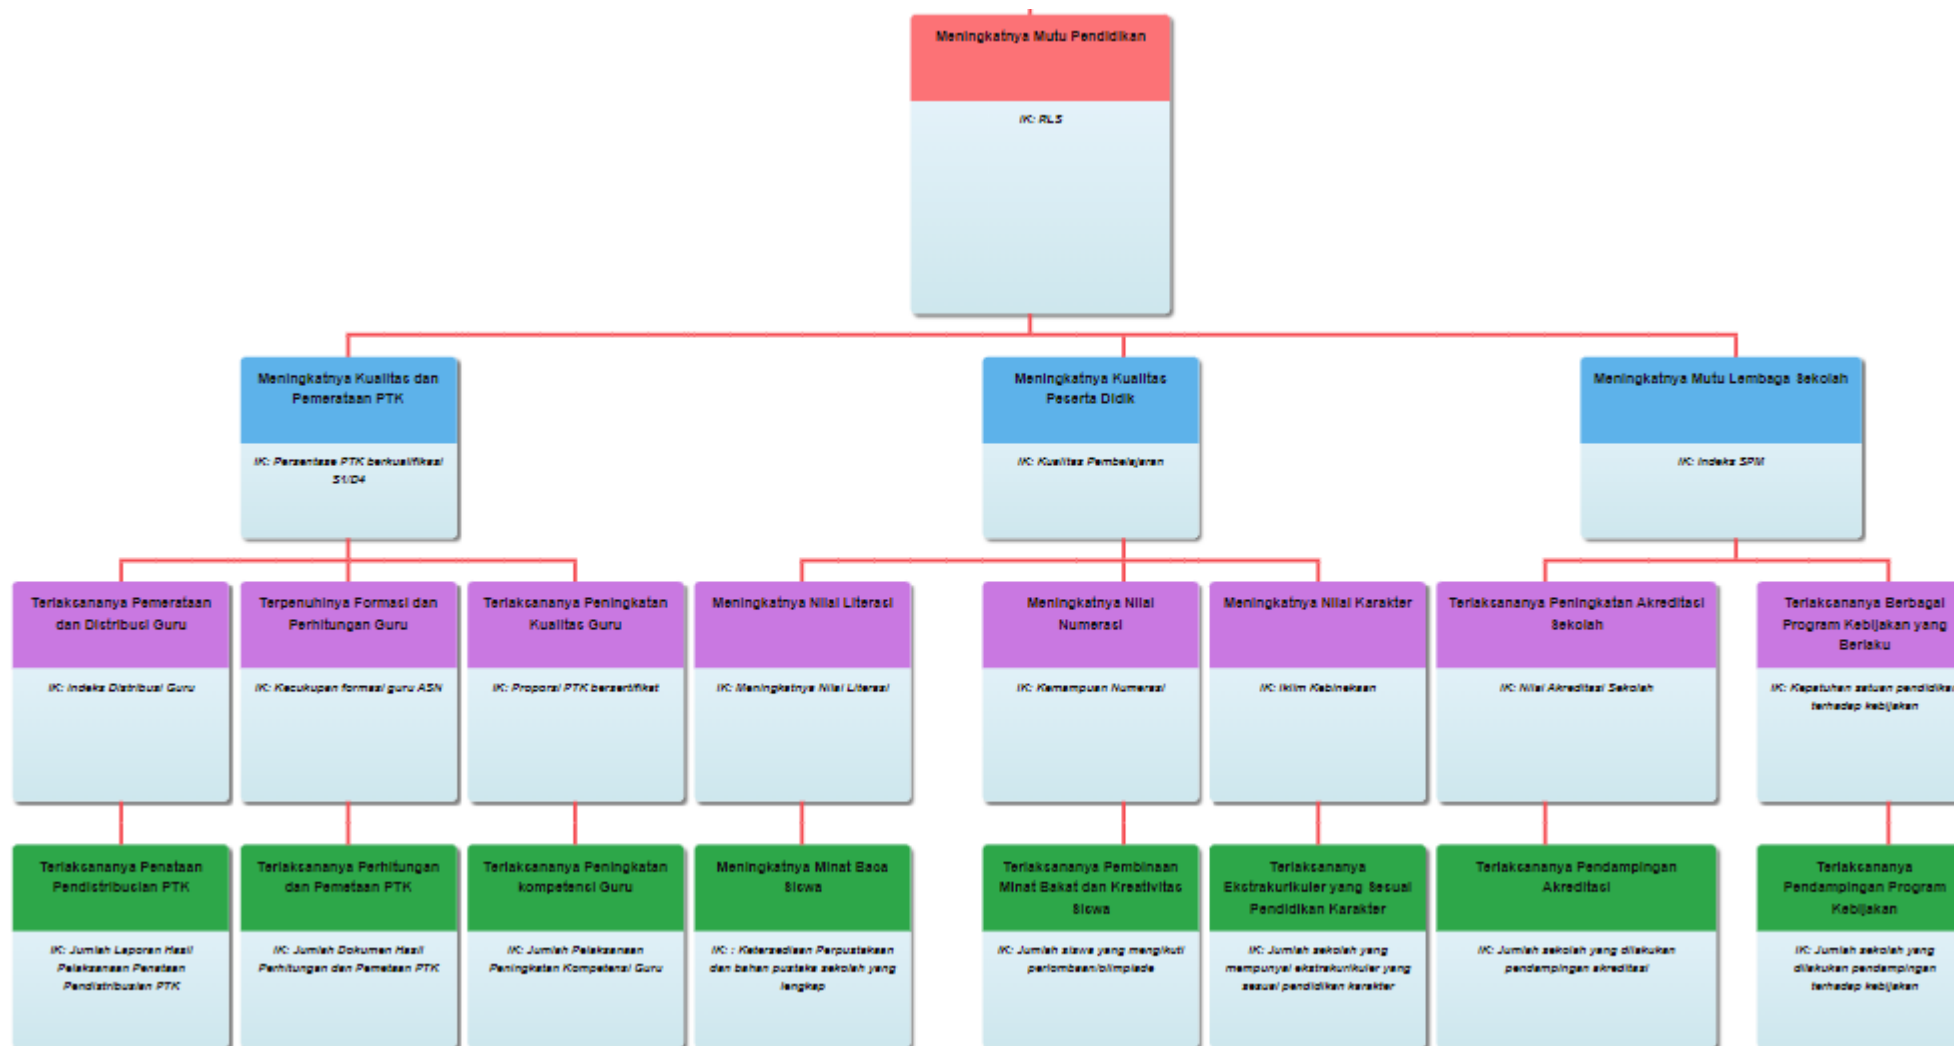 Meningkatnya Mutu Pendidikan
IK: RLS
Meningkatnya Kualitas dan
Pemerataan PTK
IK: Persentase PTK berkualifikasi
S1/D4
Meningkatnya Kualitas
Peserta Didik
IK: Kualitas Pembelajaran
Meningkatnya Mutu Lembaga Sekolah
IK: Indeks SPM
Terlaksananya Pemerataan
dan Distribusi Guru
IK: Indeks Distribusi Guru
Terpenuhinya Formasi dan
Perhitungan Guru
IK: Kecukupan formasi guru ASN
Terlaksananya Peningkatan
Kualitas Guru
IK: Proporsi PTK bersertifikat
Meningkatnya Nilai Literasi
IK: Meningkatnya Nilai Literasi
Meningkatnya Nilai
Numerasi
IK: Kemampuan Numerasi
Meningkatnya Nilai Karakter
IK: Iklim Kebinekaan
Terlaksananya Peningkatan Akreditasi
Sekolah
IK: Nilai Akreditasi Sekolah
Terlaksananya Berbagai
Program Kebijakan yang
Berlaku
IK: Kepatuhan satuan pendidikan
terhadap kebijakan
Terlaksananya Penataan
Pendistribusian PTK
IK: Jumlah Laporan Hasil
Pelaksanaan Penataan
Pendistribusian PTK
Terlaksananya Perhitungan
dan Pemetaan PTK
IK: Jumlah Dokumen Hasil
Perhitungan dan Pemetaan PTK
Terlaksananya Peningkatan
kompetensi Guru
IK: Jumlah Pelaksanaan
Peningkatan Kompetensi Guru
Meningkatnya Minat Baca
Siswa
IK: : Ketersediaan Perpustakaan
dan bahan pustaka sekolah yang
lengkap
Terlaksananya Pembinaan
Minat Bakat dan Kreativitas
Siswa
IK: Jumlah siswa yang mengikuti
perlombaan/olimpiade
Terlaksananya
Ekstrakurikuler yang Sesuai
Pendidikan Karakter
IK: Jumlah sekolah yang
mempunyai ekstrakurikuler yang
sesuai pendidikan karakter
Terlaksananya Pendampingan
Akreditasi
IK: Jumlah sekolah yang dilakukan
pendampingan akreditasi
Terlaksananya
Pendampingan Program
Kebijakan
IK: Jumlah sekolah yang
dilakukan pendampingan
terhadap kebijakan